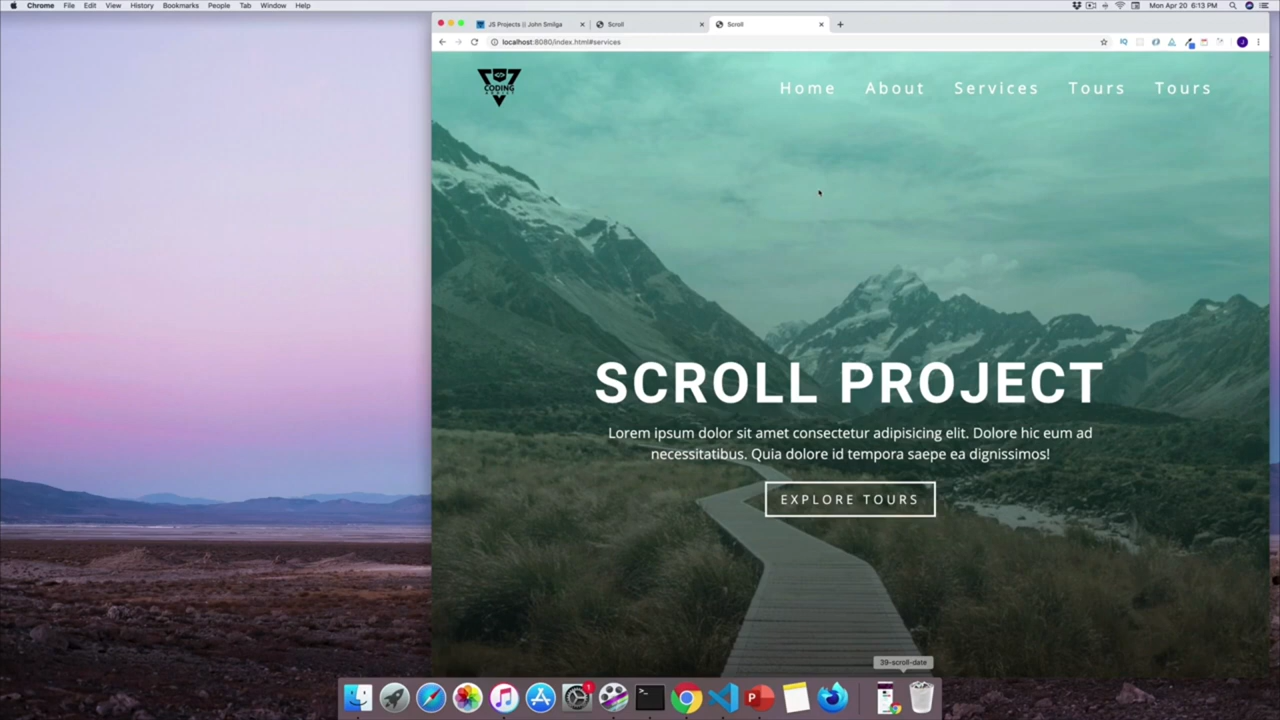 Chrome File Edit View History Bookmarks People Tab Window Help
Mon Apr 20 6:13 PM
JS Projects || John Smilga
Scroll
Scroll
localhost:8080/index.html#services
J
CODING
Home About Services Tours Tours
SCROLL PROJECT
Lorem ipsum dolor sit amet consectetur adipisicing elit. Dolore hic eum ad
necessitatibus. Quia dolore id tempora saepe ea dignissimos!
EXPLORE TOURS
39-scroll-date